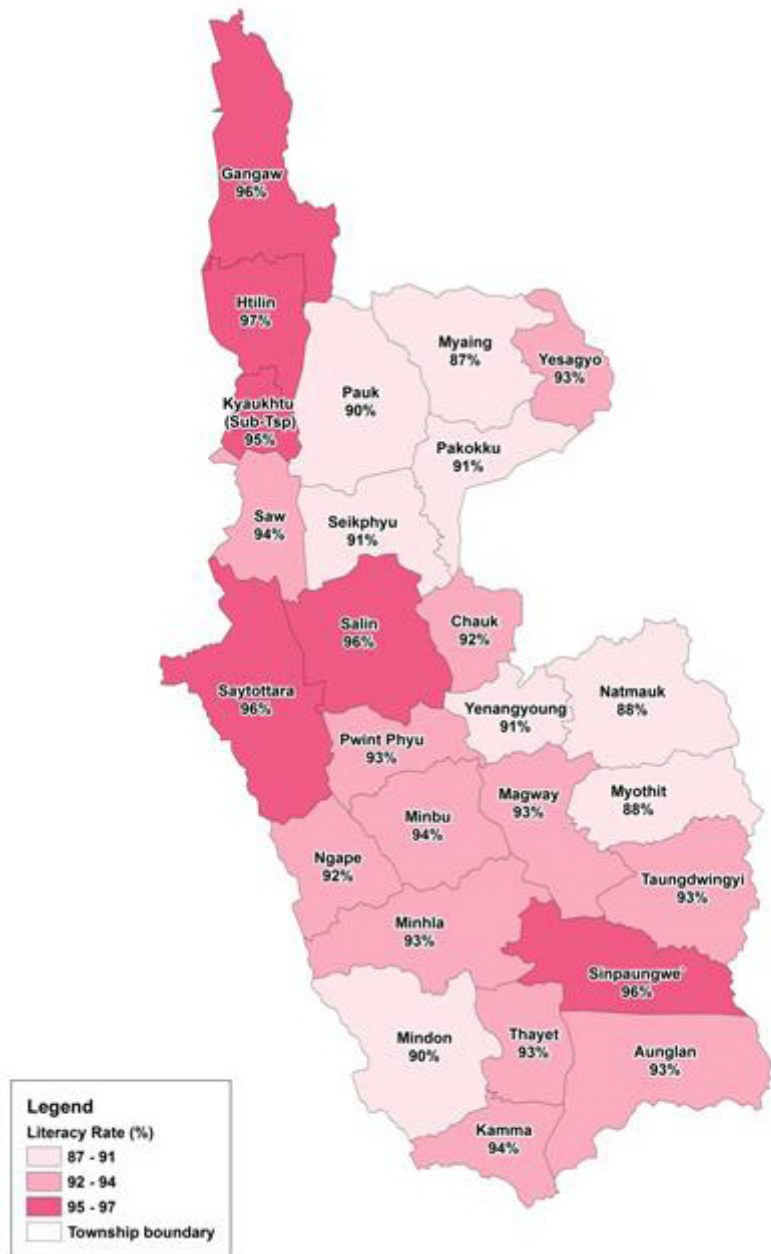 Gangaw
96%
Htilin
97%
Myaing
87%
Yesagyo
93%
Pauk
90%
Kyaukhtu
(Sub-Tsp)
95%
Pakokku
91%
Saw
94%
Seikphyu
91%
Salin
96%
Chauk
92%
Saytottara
96%
Natmauk
88%
Yenangyoung
91%
Pwint Phyu
93%
Myothit
88%
Magway
93%
Minbu
94%
Ngape
92%
Taungdwingyi
93%
Minhla
93%
Sinpaungwe'
96%
Mindon
90%
Thayet
93%
Aunglan
93%
Kamma
94%
Legend
Literacy Rate (%)
87 - 91
92 - 94
95 - 97
Township boundary